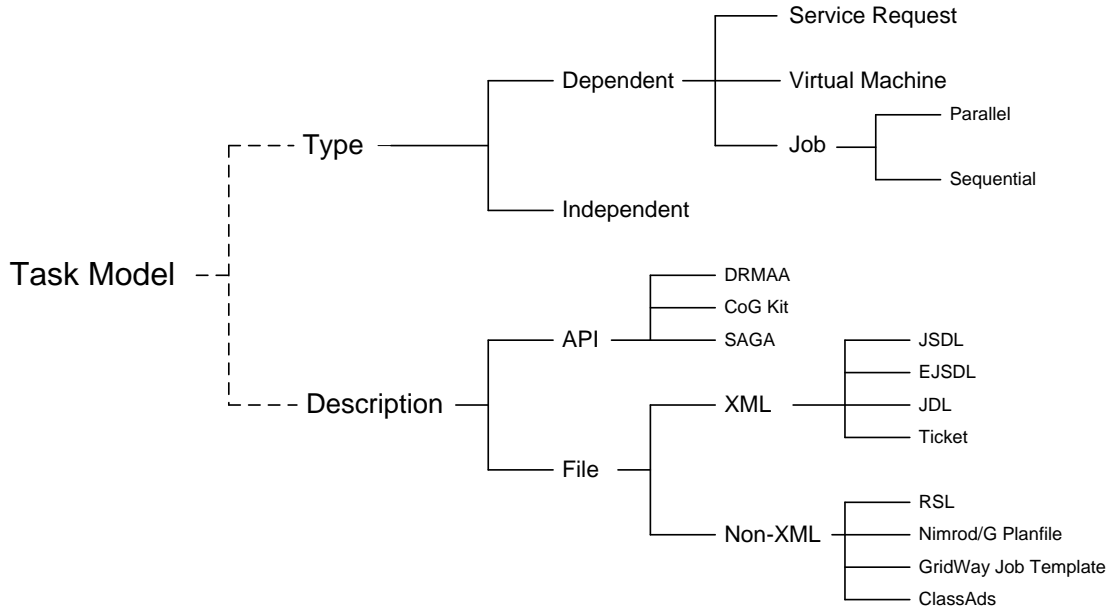 Service Request
Dependent
Virtual Machine
Parallel
Type
Job
Sequential
Independent
Task Model
DRMAA
CoG Kit
API
SAGA
JSDL
EJSDL
Description
XML
JDL
Ticket
File
RSL
Non-XML
Nimrod/G Planfile
GridWay Job Template
ClassAds